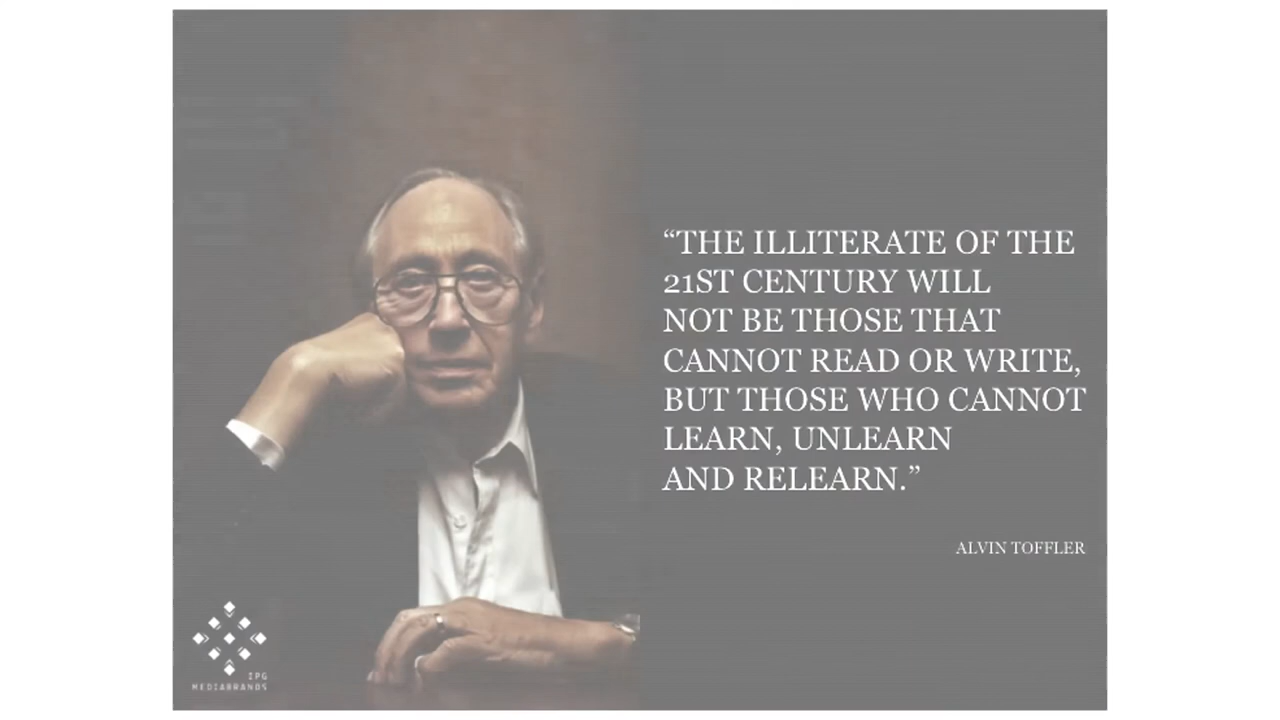 “THE ILLITERATE OF THE
21ST CENTURY WILL
NOT BE THOSE THAT
CANNOT READ OR WRITE,
BUT THOSE WHO CANNOT
LEARN, UNLEARN
AND RELEARN.”
ALVIN TOFFLER
IPG
MEDIABRANDS